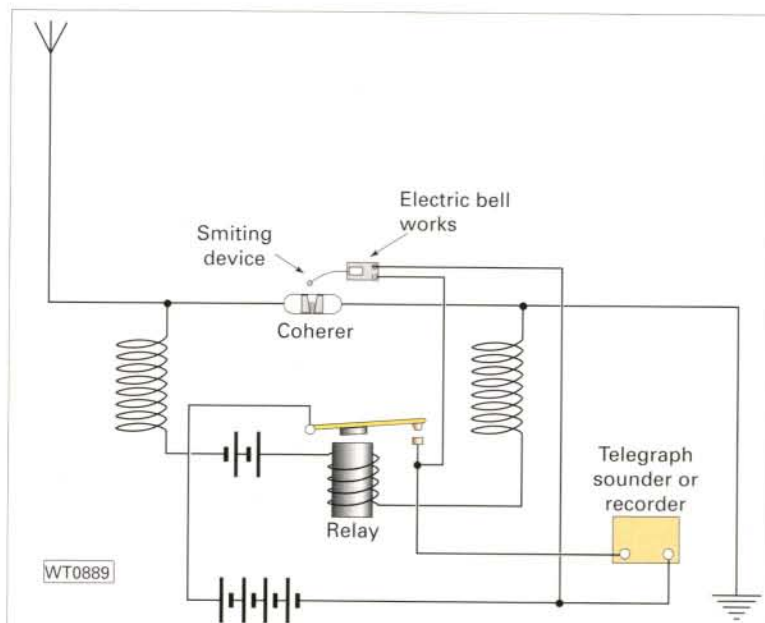 Electric bell
works
Smiting
device
Coherer
Telegraph
sounder or
recorder
Relay
WT0889